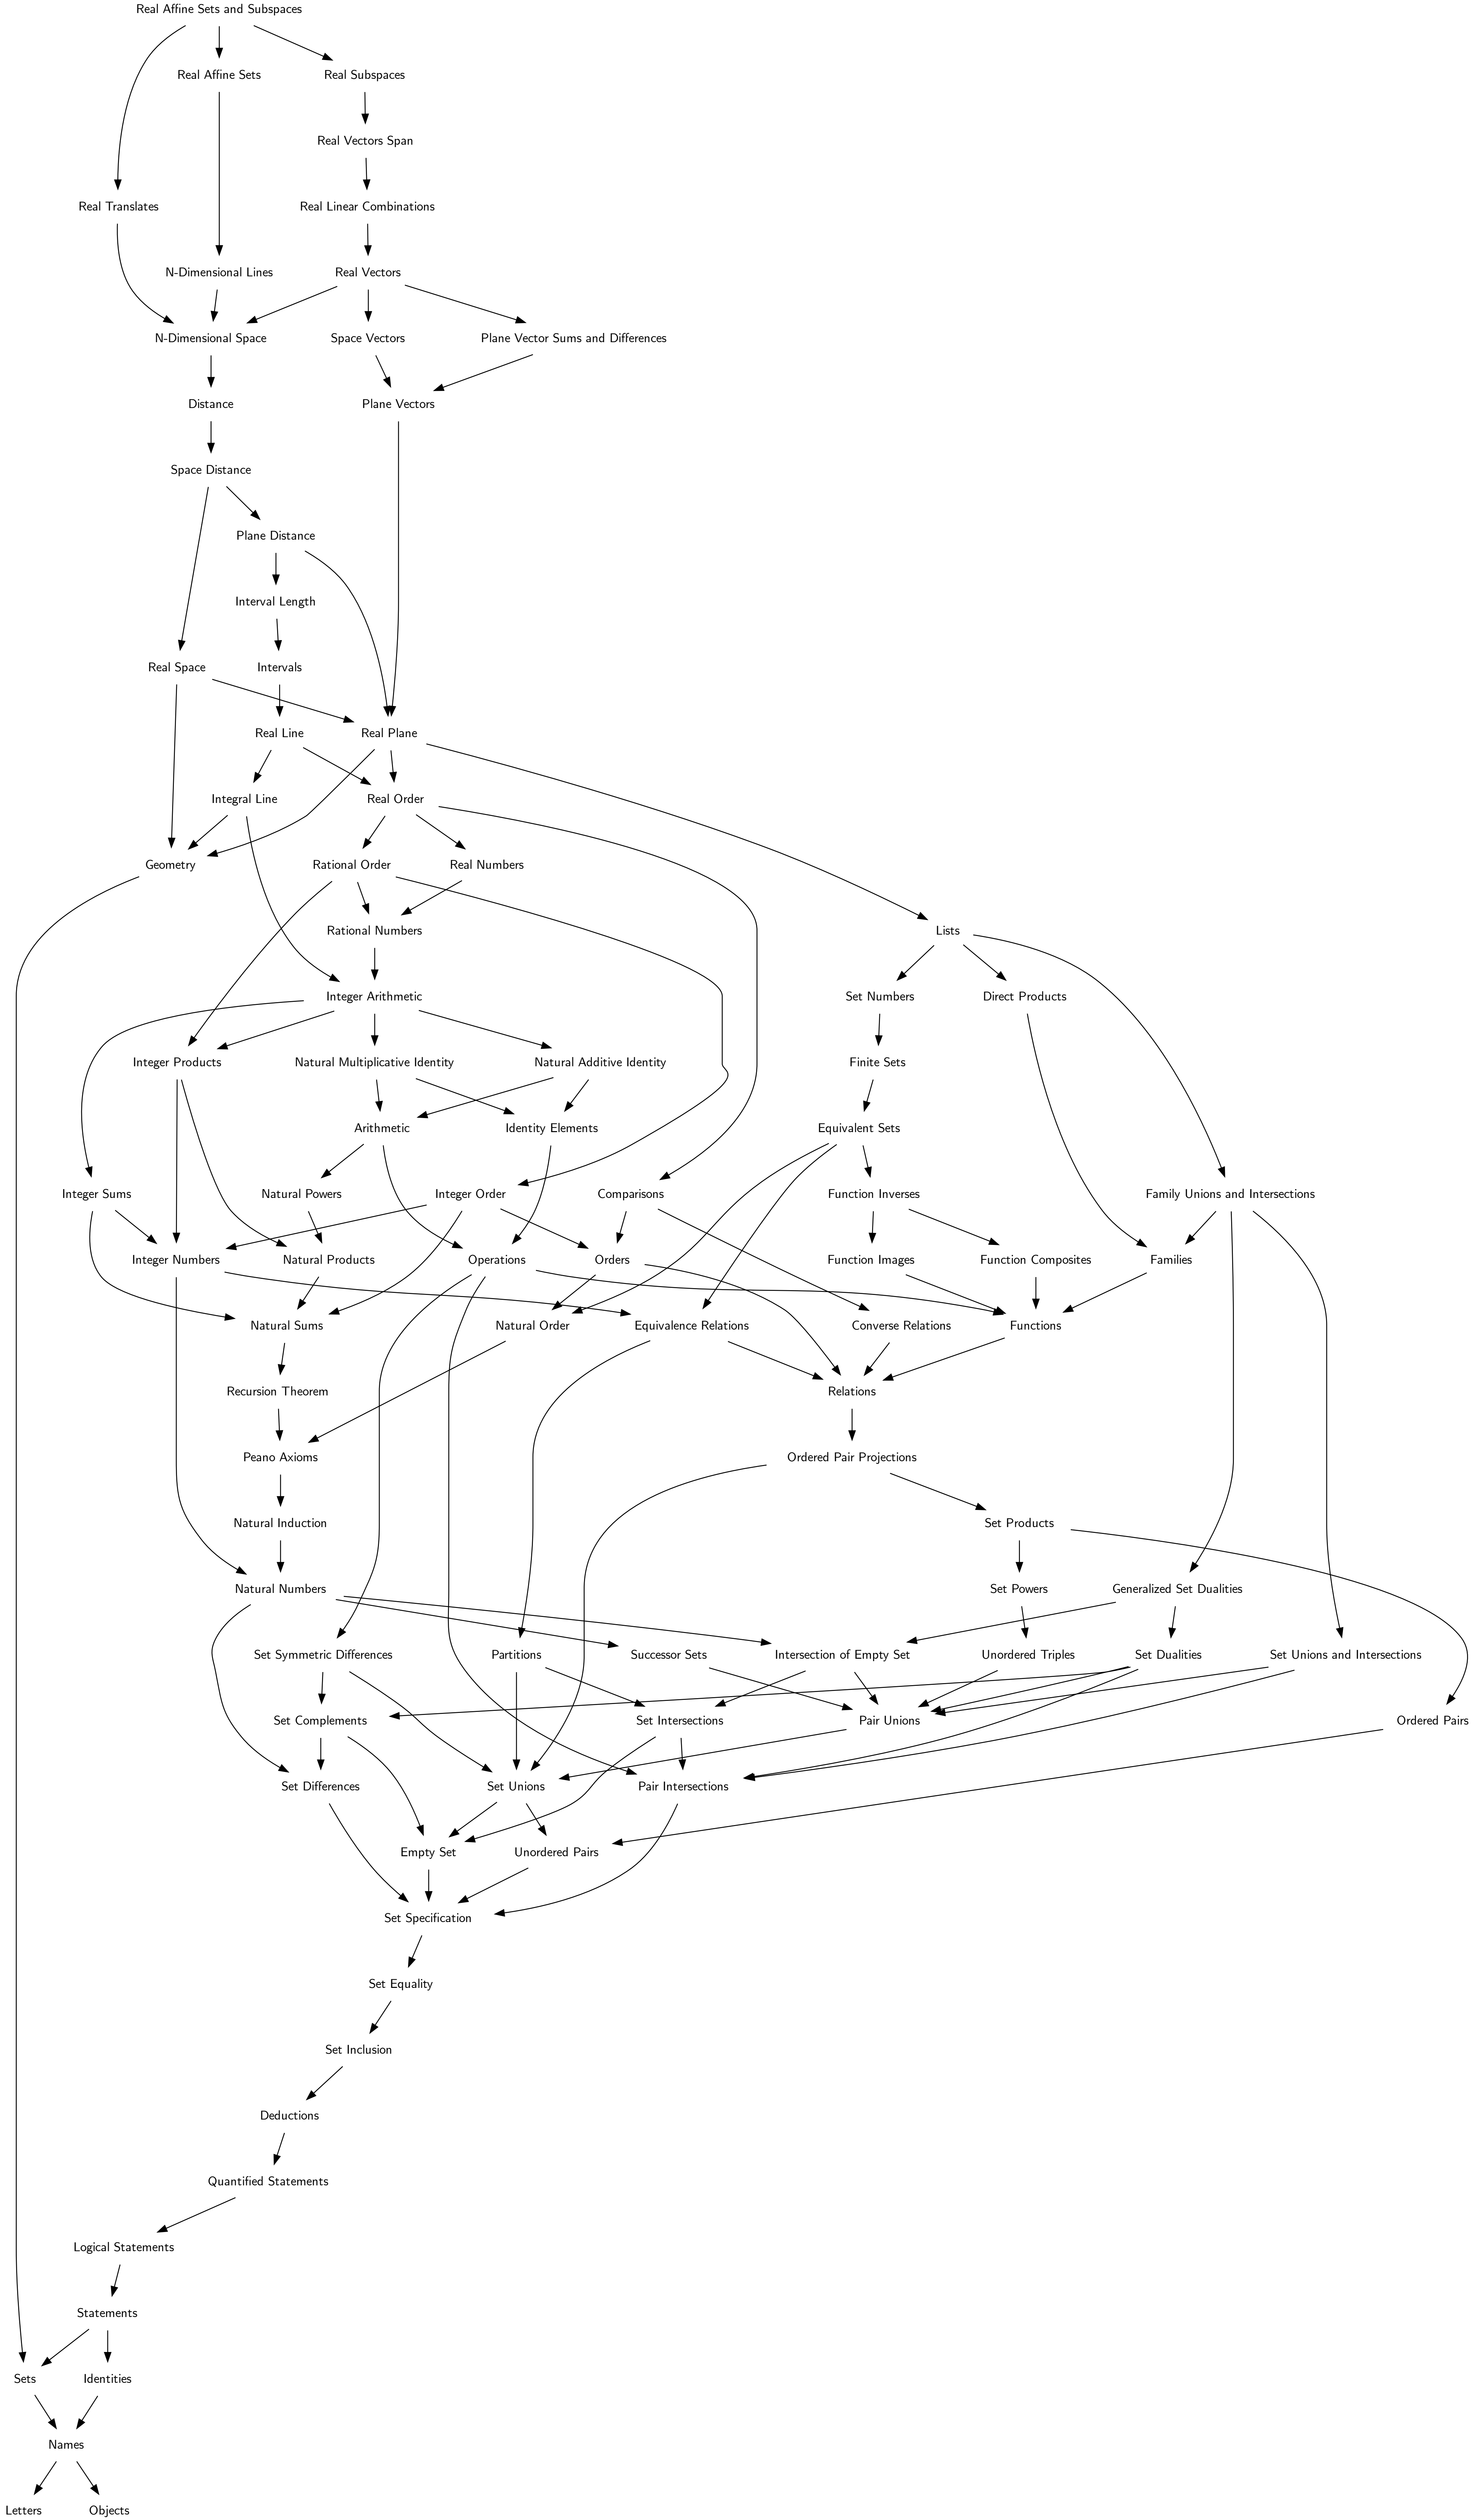 Real Affine Sets and Subspaces
Real Affine Sets
Real Subspaces
Real Vectors Span
Real Translates
Real Linear Combinations
N-Dimensional Lines
Real Vectors
N-Dimensional Space
Space Vectors
Plane Vector Sums and Differences
Distance
Plane Vectors
Space Distance
Plane Distance
Interval Length
Real Space
Intervals
Real Line
Real Plane
Integral Line
Real Order
Geometry
Rational Order
Real Numbers
Rational Numbers
Lists
Integer Arithmetic
Set Numbers
Direct Products
Integer Products
Natural Multiplicative Identity
Natural Additive Identity
Finite Sets
Arithmetic
Identity Elements
Equivalent Sets
Integer Sums
Natural Powers
Integer Order
Comparisons
Function Inverses
Family Unions and Intersections
Integer Numbers
Natural Products
Operations
Orders
Function Images
Function Composites
Families
Natural Sums
Natural Order
Equivalence Relations
Converse Relations
Functions
Recursion Theorem
Relations
Peano Axioms
Ordered Pair Projections
Natural Induction
Set Products
Natural Numbers
Set Powers
Generalized Set Dualities
Set Symmetric Differences
Partitions
Successor Sets
Intersection of Empty Set
Unordered Triples
Set Dualities
Set Unions and Intersections
Set Complements
Set Intersections
Pair Unions
Ordered Pairs
Set Differences
Set Unions
Pair Intersections
Empty Set
Unordered Pairs
Set Specification
Set Equality
Set Inclusion
Deductions
Quantified Statements
Logical Statements
Statements
Sets
Identities
Names
Letters
Objects